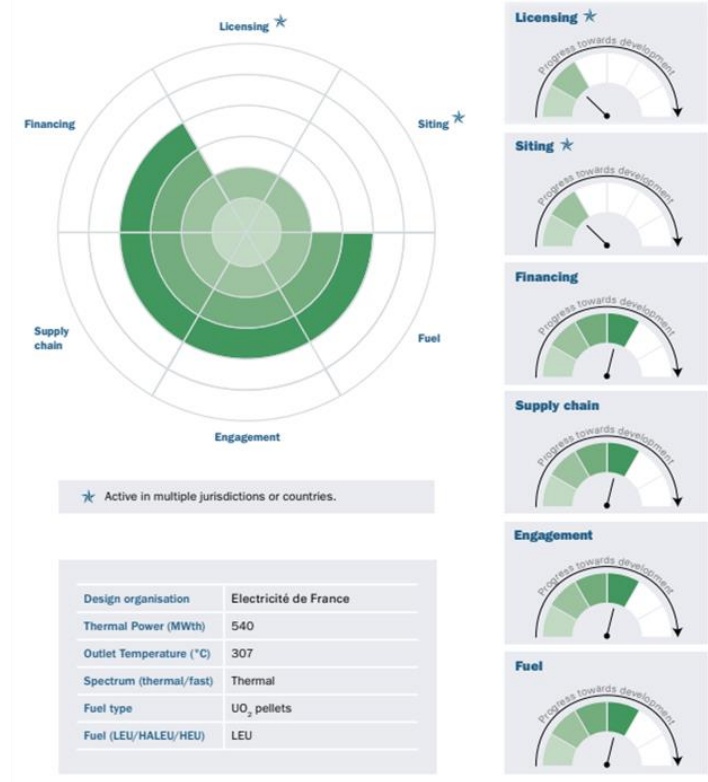 Licensing
Financing
Siting
Supply
chain
Fuel
Engagement
Active in multiple jurisdictions or countries.
Design organisation Electricité de France
Thermal Power (MWth) 540
Outlet Temperature (°C) 307
Spectrum (thermal/fast) Thermal
Fuel type UO₂ pellets
Fuel (LEU/HALEU/HEU) LEU
Licensing
Progress towards development
Siting
Progress towards development
Financing
Progress towards development
Supply chain
Progress towards development
Engagement
Progress towards development
Fuel
Progress towards development